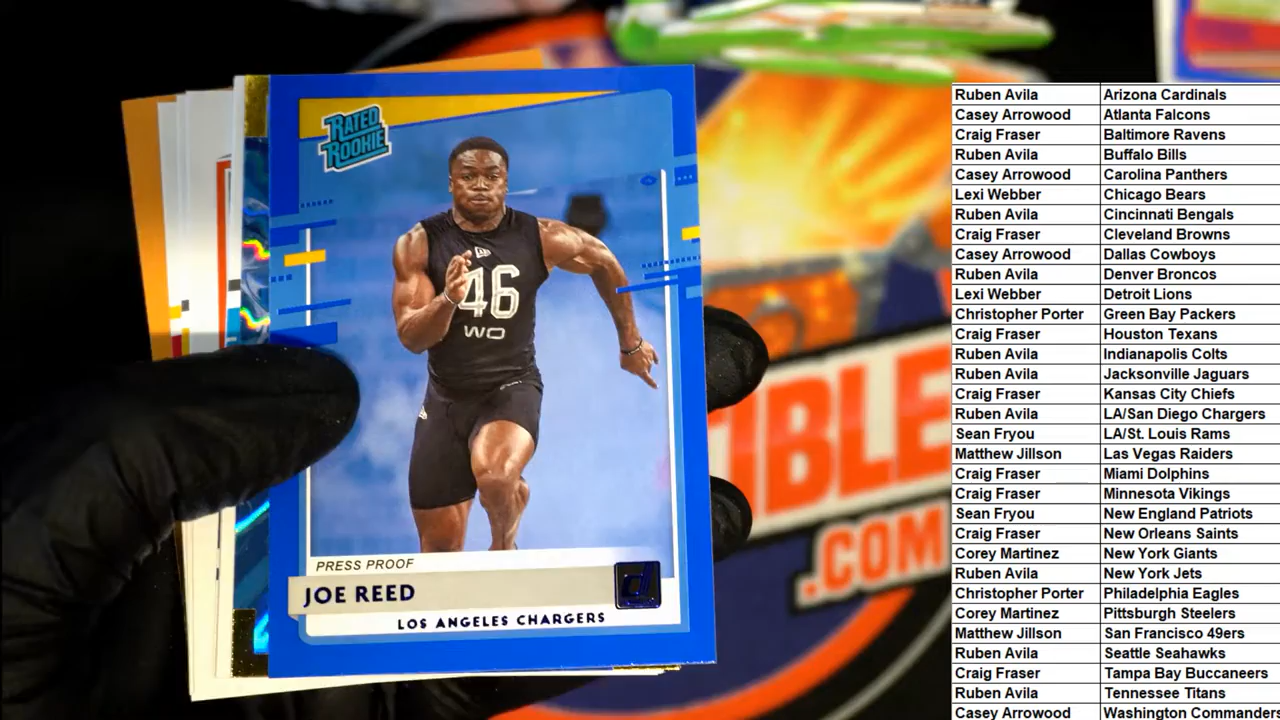 RATED
ROOKIE
46
WO
PRESS PROOF
JOE REED
d
LOS ANGELES CHARGERS
IBLE
.COM
Ruben Avila Arizona Cardinals
Casey Arrowood Atlanta Falcons
Craig Fraser Baltimore Ravens
Ruben Avila Buffalo Bills
Casey Arrowood Carolina Panthers
Lexi Webber Chicago Bears
Ruben Avila Cincinnati Bengals
Craig Fraser Cleveland Browns
Casey Arrowood Dallas Cowboys
Ruben Avila Denver Broncos
Lexi Webber Detroit Lions
Christopher Porter Green Bay Packers
Craig Fraser Houston Texans
Ruben Avila Indianapolis Colts
Ruben Avila Jacksonville Jaguars
Craig Fraser Kansas City Chiefs
Ruben Avila LA/San Diego Chargers
Sean Fryou LA/St. Louis Rams
Matthew Jillson Las Vegas Raiders
Craig Fraser Miami Dolphins
Craig Fraser Minnesota Vikings
Sean Fryou New England Patriots
Craig Fraser New Orleans Saints
Corey Martinez New York Giants
Ruben Avila New York Jets
Christopher Porter Philadelphia Eagles
Corey Martinez Pittsburgh Steelers
Matthew Jillson San Francisco 49ers
Ruben Avila Seattle Seahawks
Craig Fraser Tampa Bay Buccaneers
Ruben Avila Tennessee Titans
Casey Arrowood Washington Commanders